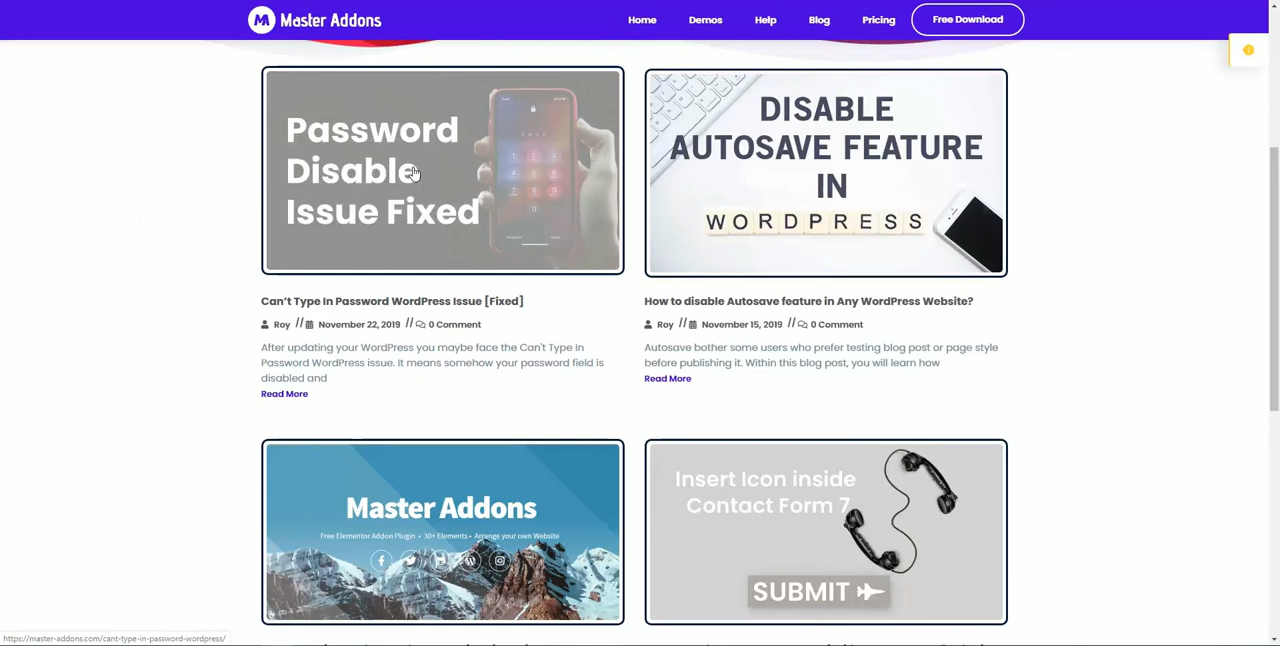 Master Addons
Home
Demos
Help
Blog
Pricing
Free Download
Password
Disable
Issue Fixed
DISABLE
AUTOSAVE FEATURE
IN
WORDPRESS
Can't Type In Password WordPress Issue [Fixed]
Roy // November 22, 2019 // 0 Comment
After updating your WordPress you maybe face the Can't Type In
Password WordPress issue. It means somehow your password field is
disabled and
Read More
How to disable Autosave feature in Any WordPress Website?
Roy // November 15, 2019 // 0 Comment
Autosave bother some users who prefer testing blog post or page style
before publishing it. Within this blog post, you will learn how
Read More
Master Addons
Free Elementor Addon Plugin • 30+ Elements • Arrange your own Website
Insert Icon inside
Contact Form 7
SUBMIT
https://master-addons.com/cant-type-in-password-wordpress/